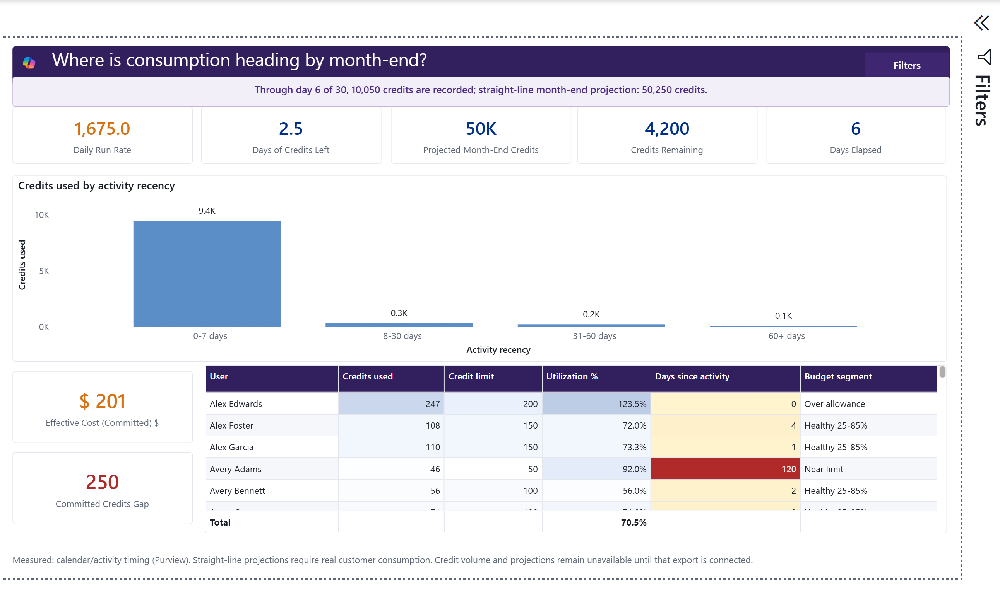 Where is consumption heading by month-end?
Filters
Filters
Through day 6 of 30, 10,050 credits are recorded; straight-line month-end projection: 50,250 credits.
1,675.0
Daily Run Rate
2.5
Days of Credits Left
50K
Projected Month-End Credits
4,200
Credits Remaining
6
Days Elapsed
Credits used by activity recency
Credits used
10K
5K
0K
9.4K
0.3K
0.2K
0.1K
0-7 days
8-30 days
31-60 days
60+ days
Activity recency
$ 201
Effective Cost (Committed) $
250
Committed Credits Gap
User Credits used Credit limit Utilization % Days since activity Budget segment
Alex Edwards 247 200 123.5% 0 Over allowance
Alex Foster 108 150 72.0% 4 Healthy 25-85%
Alex Garcia 110 150 73.3% 1 Healthy 25-85%
Avery Adams 46 50 92.0% 120 Near limit
Avery Bennett 56 100 56.0% 2 Healthy 25-85%
Total 70.5%
Measured: calendar/activity timing (Purview). Straight-line projections require real customer consumption. Credit volume and projections remain unavailable until that export is connected.